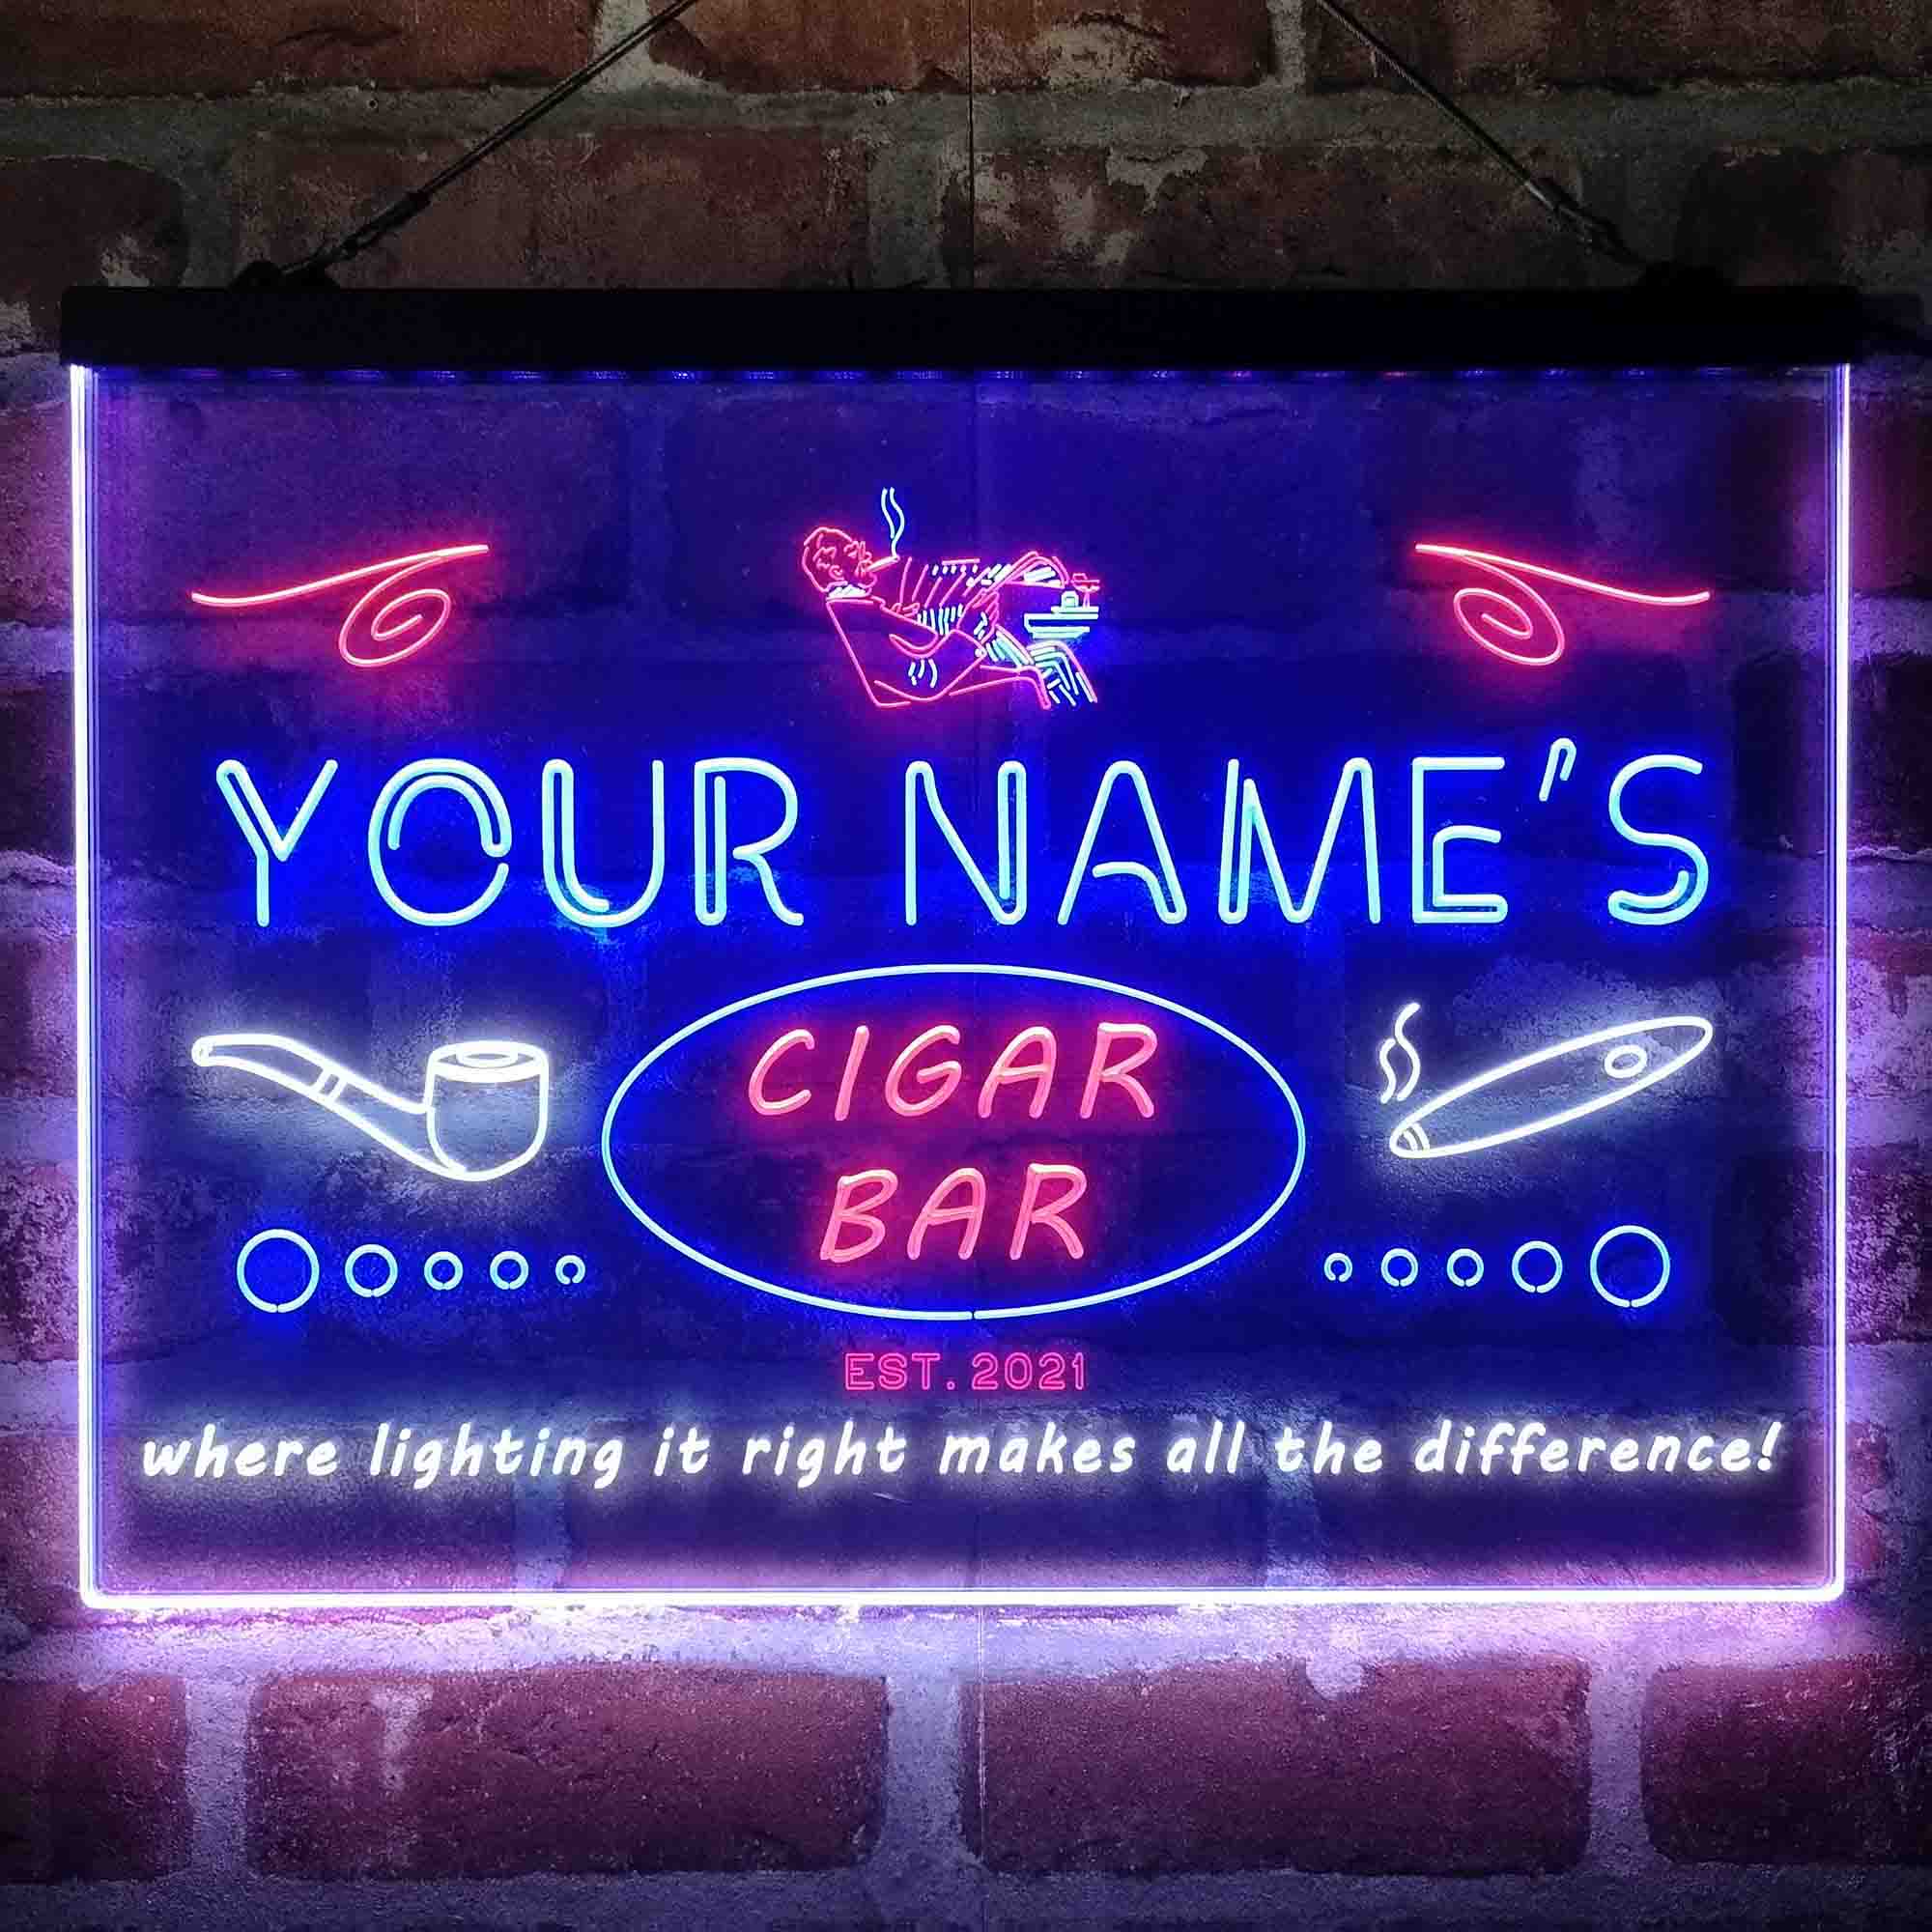 YOUR NAME'S
CIGAR
BAR
EST. 2021
where lighting it right makes all the difference!